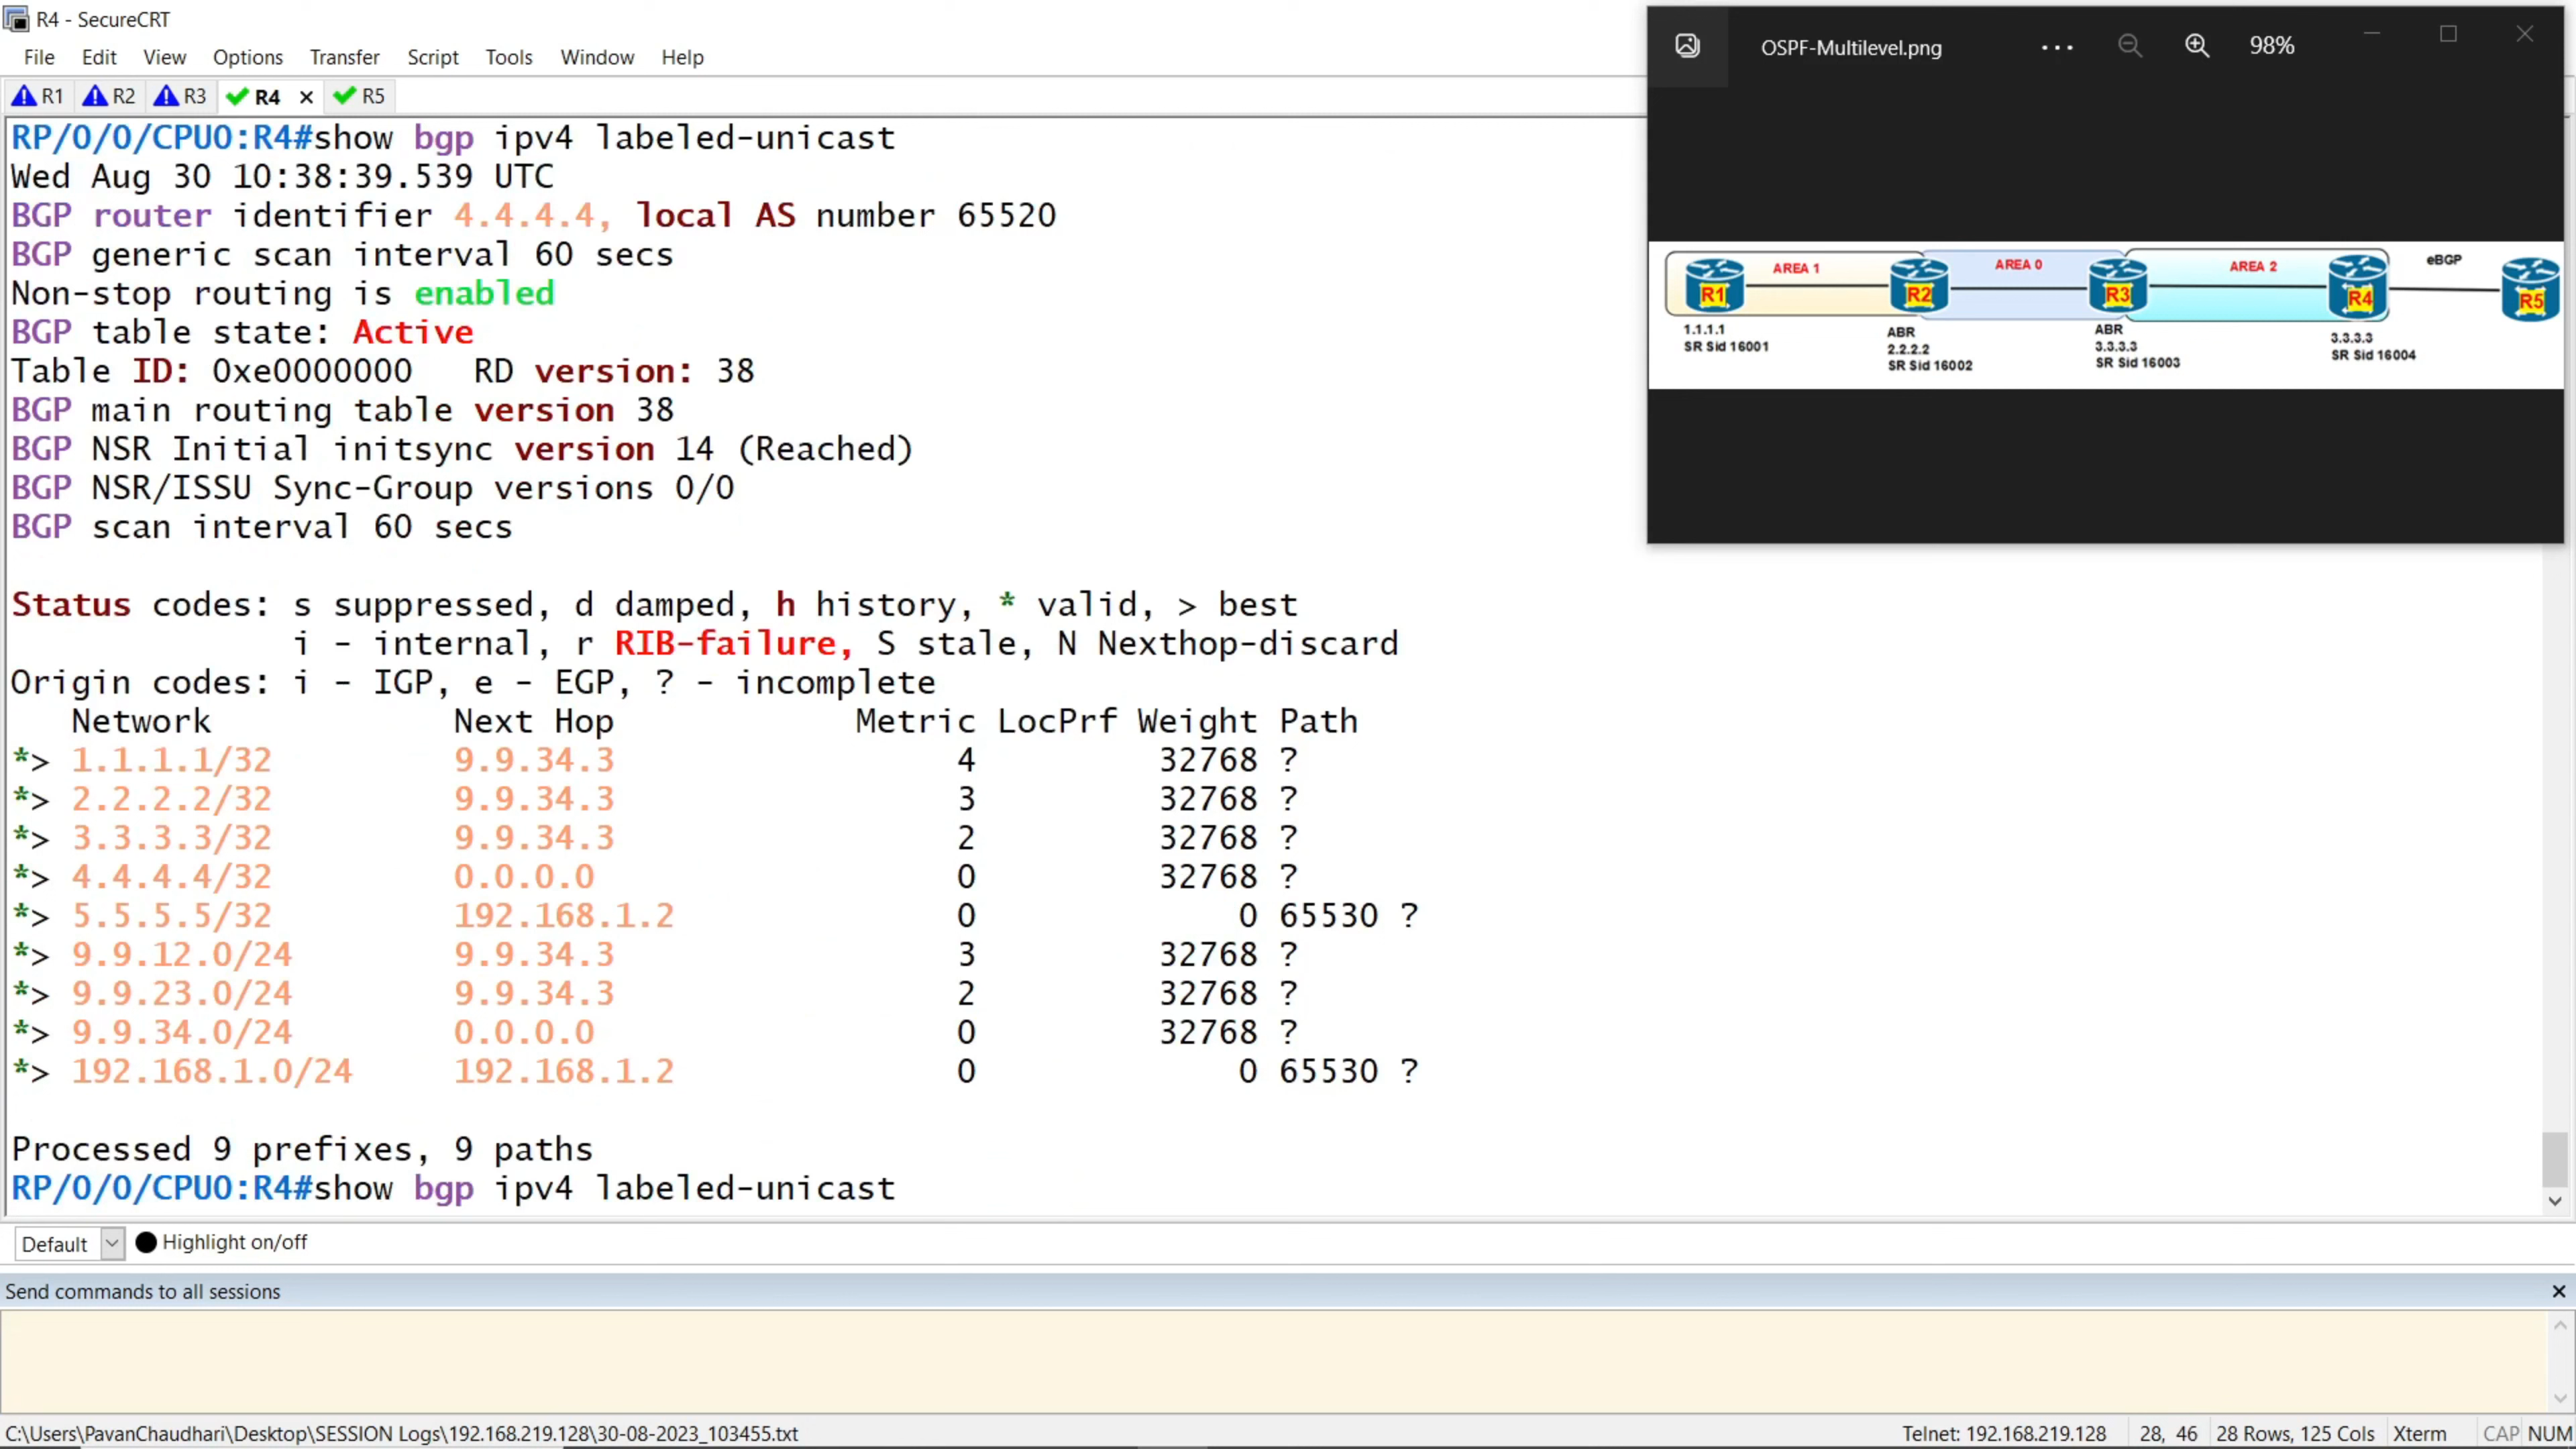 R4 - SecureCRT
File Edit View Options Transfer Script Tools Window Help
R1 R2 R3 R4 R5
RP/0/0/CPU0:R4#show bgp ipv4 labeled-unicast
Wed Aug 30 10:38:39.539 UTC
BGP router identifier 4.4.4.4, local AS number 65520
BGP generic scan interval 60 secs
Non-stop routing is enabled
BGP table state: Active
Table ID: 0xe0000000   RD version: 38
BGP main routing table version 38
BGP NSR Initial initsync version 14 (Reached)
BGP NSR/ISSU Sync-Group versions 0/0
BGP scan interval 60 secs
Status codes: s suppressed, d damped, h history, * valid, > best
i - internal, r RIB-failure, S stale, N Nexthop-discard
Origin codes: i - IGP, e - EGP, ? - incomplete
Network Next Hop Metric LocPrf Weight Path
*> 1.1.1.1/32 9.9.34.3 4 32768 ?
*> 2.2.2.2/32 9.9.34.3 3 32768 ?
*> 3.3.3.3/32 9.9.34.3 2 32768 ?
*> 4.4.4.4/32 0.0.0.0 0 32768 ?
*> 5.5.5.5/32 192.168.1.2 0 0 65530 ?
*> 9.9.12.0/24 9.9.34.3 3 32768 ?
*> 9.9.23.0/24 9.9.34.3 2 32768 ?
*> 9.9.34.0/24 0.0.0.0 0 32768 ?
*> 192.168.1.0/24 192.168.1.2 0 0 65530 ?
Processed 9 prefixes, 9 paths
RP/0/0/CPU0:R4#show bgp ipv4 labeled-unicast
OSPF-Multilevel.png 98%
AREA 1 AREA 0 AREA 2 eBGP
R1 R2 R3 R4 R5
1.1.1.1
SR Sid 16001
ABR
2.2.2.2
SR Sid 16002
ABR
3.3.3.3
SR Sid 16003
3.3.3.3
SR Sid 16004
Default Highlight on/off
Send commands to all sessions
C:\Users\PavanChaudhari\Desktop\SESSION Logs\192.168.219.128\30-08-2023_103455.txt
Telnet: 192.168.219.128 28, 46 28 Rows, 125 Cols Xterm CAP NUM